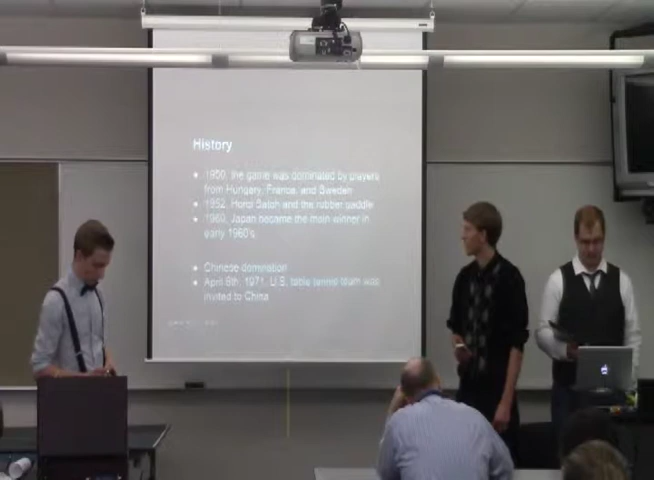 History
• 1950, the game was dominated by players
from Hungary, France, and Sweden
• 1952, Horoi Satoh and the rubber paddle
• 1960, Japan became the main winner in
early 1960's
• Chinese domination
• April 6th, 1971, U.S. table tennis team was
invited to China